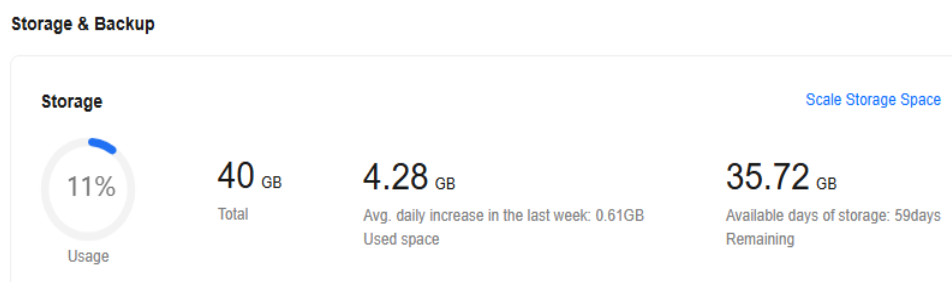 Storage & Backup
Storage
Scale Storage Space
11%
Usage
40 GB
Total
4.28 GB
Avg. daily increase in the last week: 0.61GB
Used space
35.72 GB
Available days of storage: 59days
Remaining